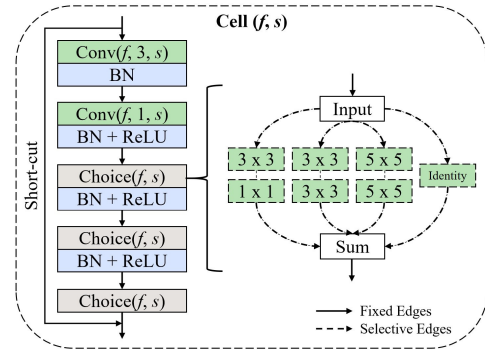 Cell (f, s)
Short-cut
Conv(f, 3, s)
BN
Conv(f, 1, s)
BN + ReLU
Choice(f, s)
BN + ReLU
Choice(f, s)
BN + ReLU
Choice(f, s)
Input
3 x 3 3 x 3 5 x 5
1 x 1 3 x 3 5 x 5
Identity
Sum
Fixed Edges
Selective Edges